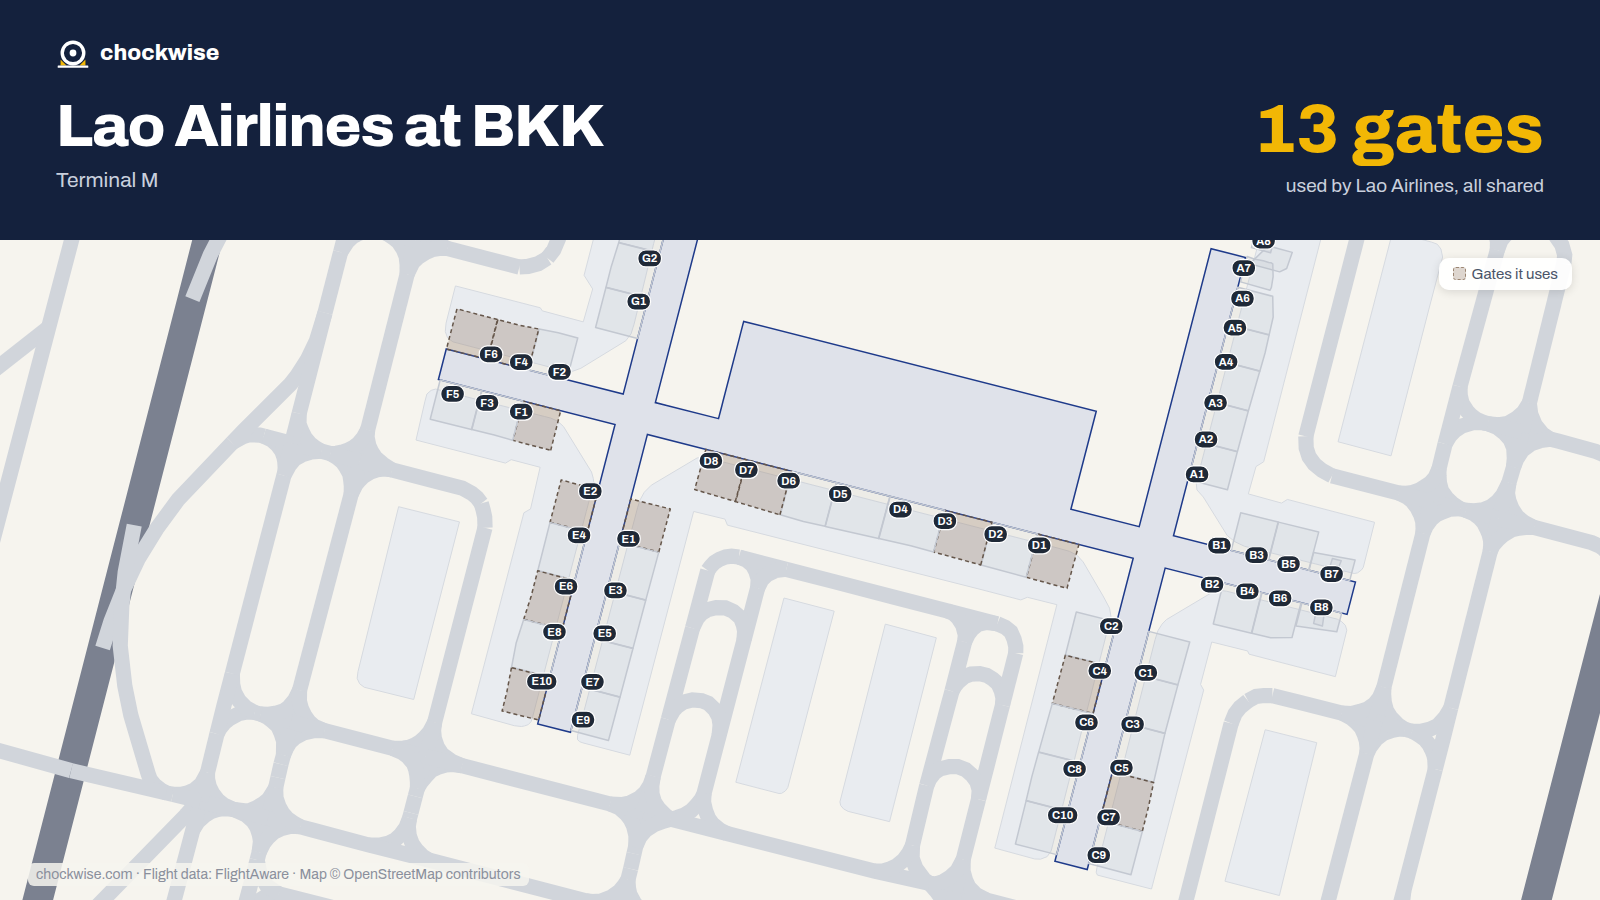 chockwise
Lao Airlines at BKK
Terminal M
13 gates
used by Lao Airlines, all shared
Gates it uses
A8
A7
A6
A5
A4
A3
A2
A1
G2
G1
F6
F4
F2
F5
F3
F1
D8
D7
D6
D5
D4
D3
D2
D1
E2
E4
E1
E6
E3
E8
E5
E10
E7
E9
B1
B3
B5
B7
B2
B4
B6
B8
C2
C4
C1
C6
C3
C8
C5
C10
C7
C9
chockwise.com · Flight data: FlightAware · Map © OpenStreetMap contributors